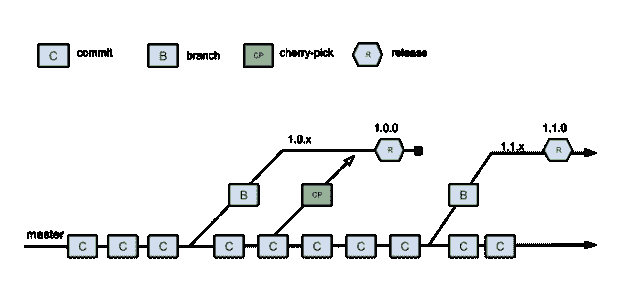 C commit B branch CP cherry-pick R release
1.0.x 1.0.0 R 1.1.x 1.1.0 R
B CP B
master C C C C C C C C C C